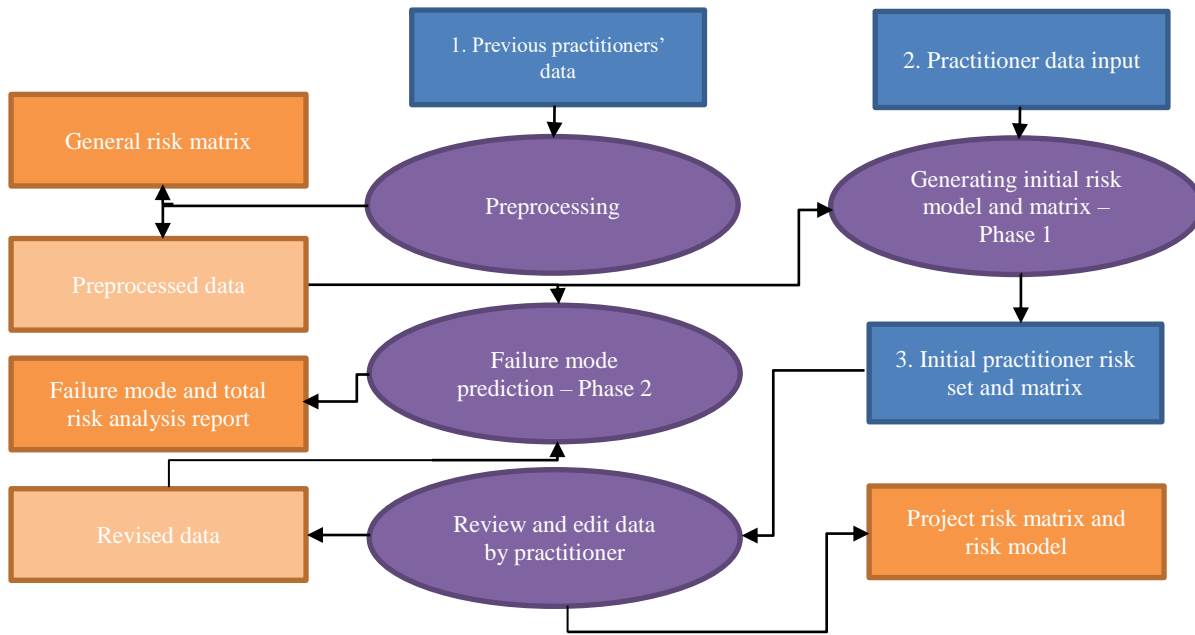 1. Previous practitioners’
data
2. Practitioner data input
General risk matrix
Preprocessing
Generating initial risk
model and matrix –
Phase 1
Preprocessed data
Failure mode
prediction – Phase 2
3. Initial practitioner risk
set and matrix
Failure mode and total
risk analysis report
Revised data
Review and edit data
by practitioner
Project risk matrix and
risk model